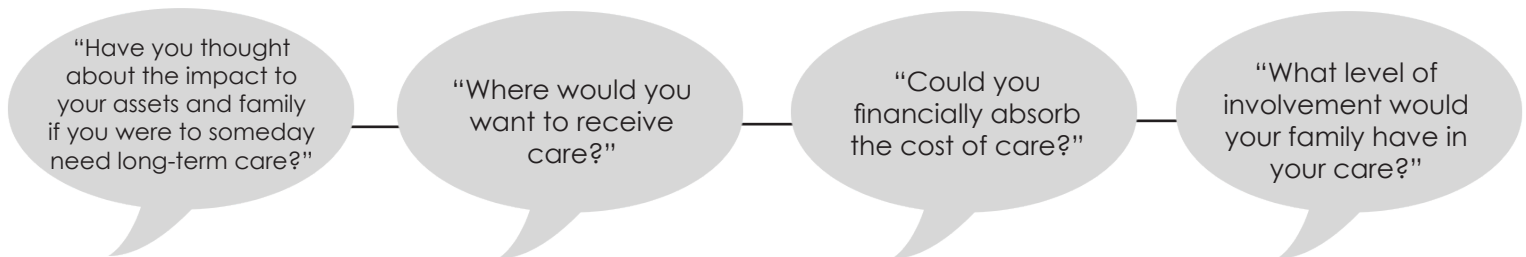 “Have you thought
about the impact to
your assets and family
if you were to someday
need long-term care?”
“Where would you
want to receive
care?”
“Could you
financially absorb
the cost of care?”
“What level of
involvement would
your family have in
your care?”